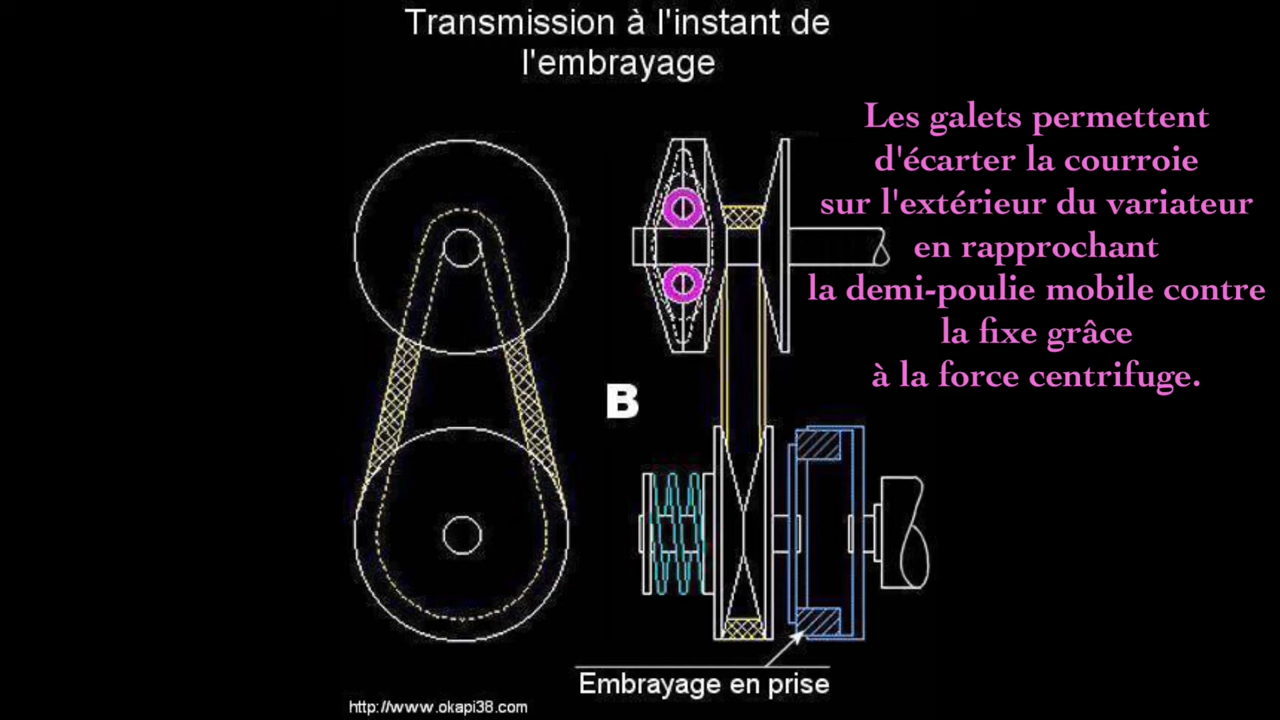 Transmission à l'instant de
l'embrayage
Les galets permettent
d'écarter la courroie
sur l'extérieur du variateur
en rapprochant
la demi-poulie mobile contre
la fixe grâce
à la force centrifuge.
B
Embrayage en prise
http://www.okapi38.com